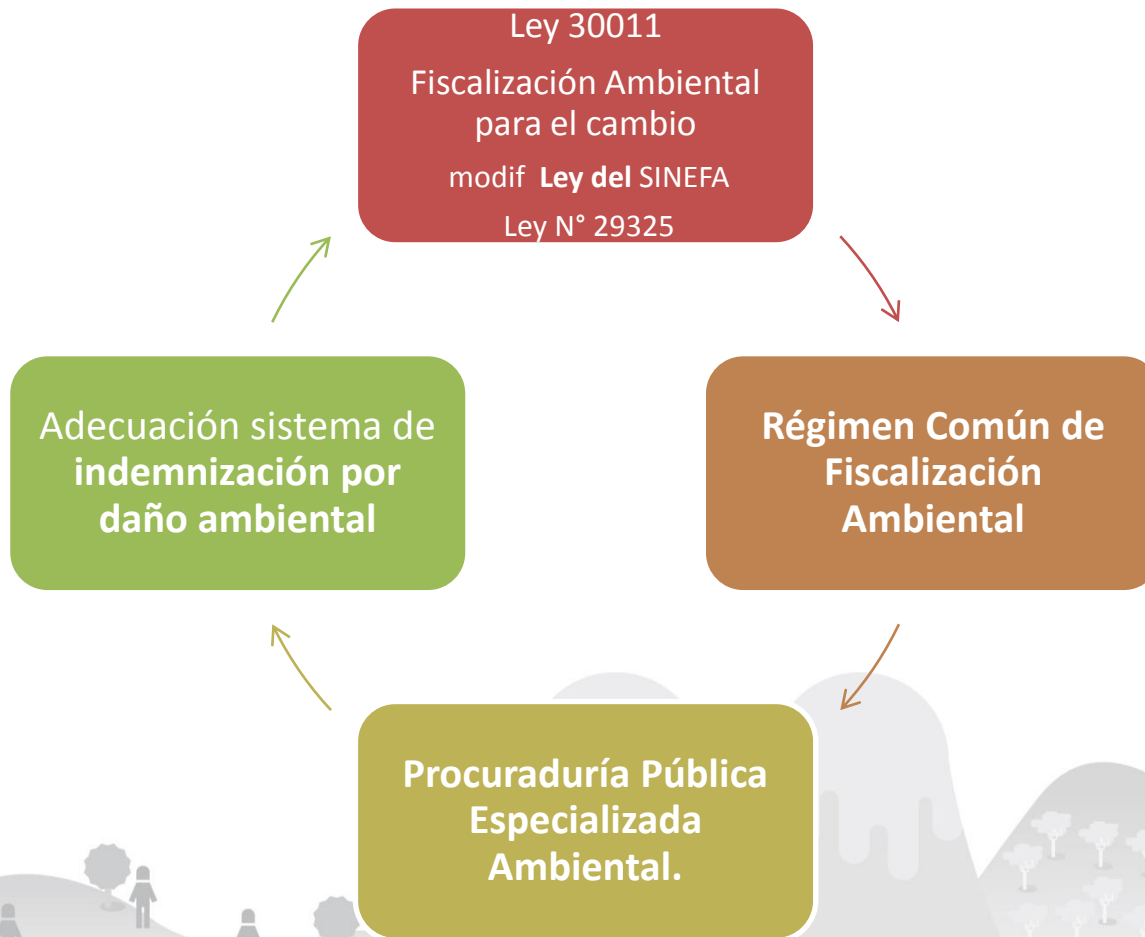 Ley 30011
Fiscalización Ambiental
para el cambio
modif Ley del SINEFA
Ley N° 29325
Régimen Común de
Fiscalización
Ambiental
Procuraduría Pública
Especializada
Ambiental.
Adecuación sistema de
indemnización por
daño ambiental